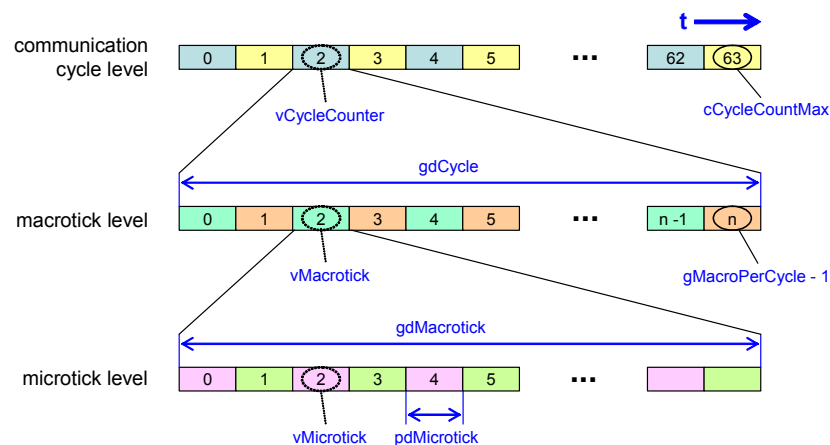 t
communication
cycle level
0 1 2 3 4 5 ... 62 63
vCycleCounter
cCycleCountMax
gdCycle
macrotick level
0 1 2 3 4 5 ... n -1 n
vMacrotick
gMacroPerCycle - 1
gdMacrotick
microtick level
0 1 2 3 4 5 ...
vMicrotick
pdMicrotick